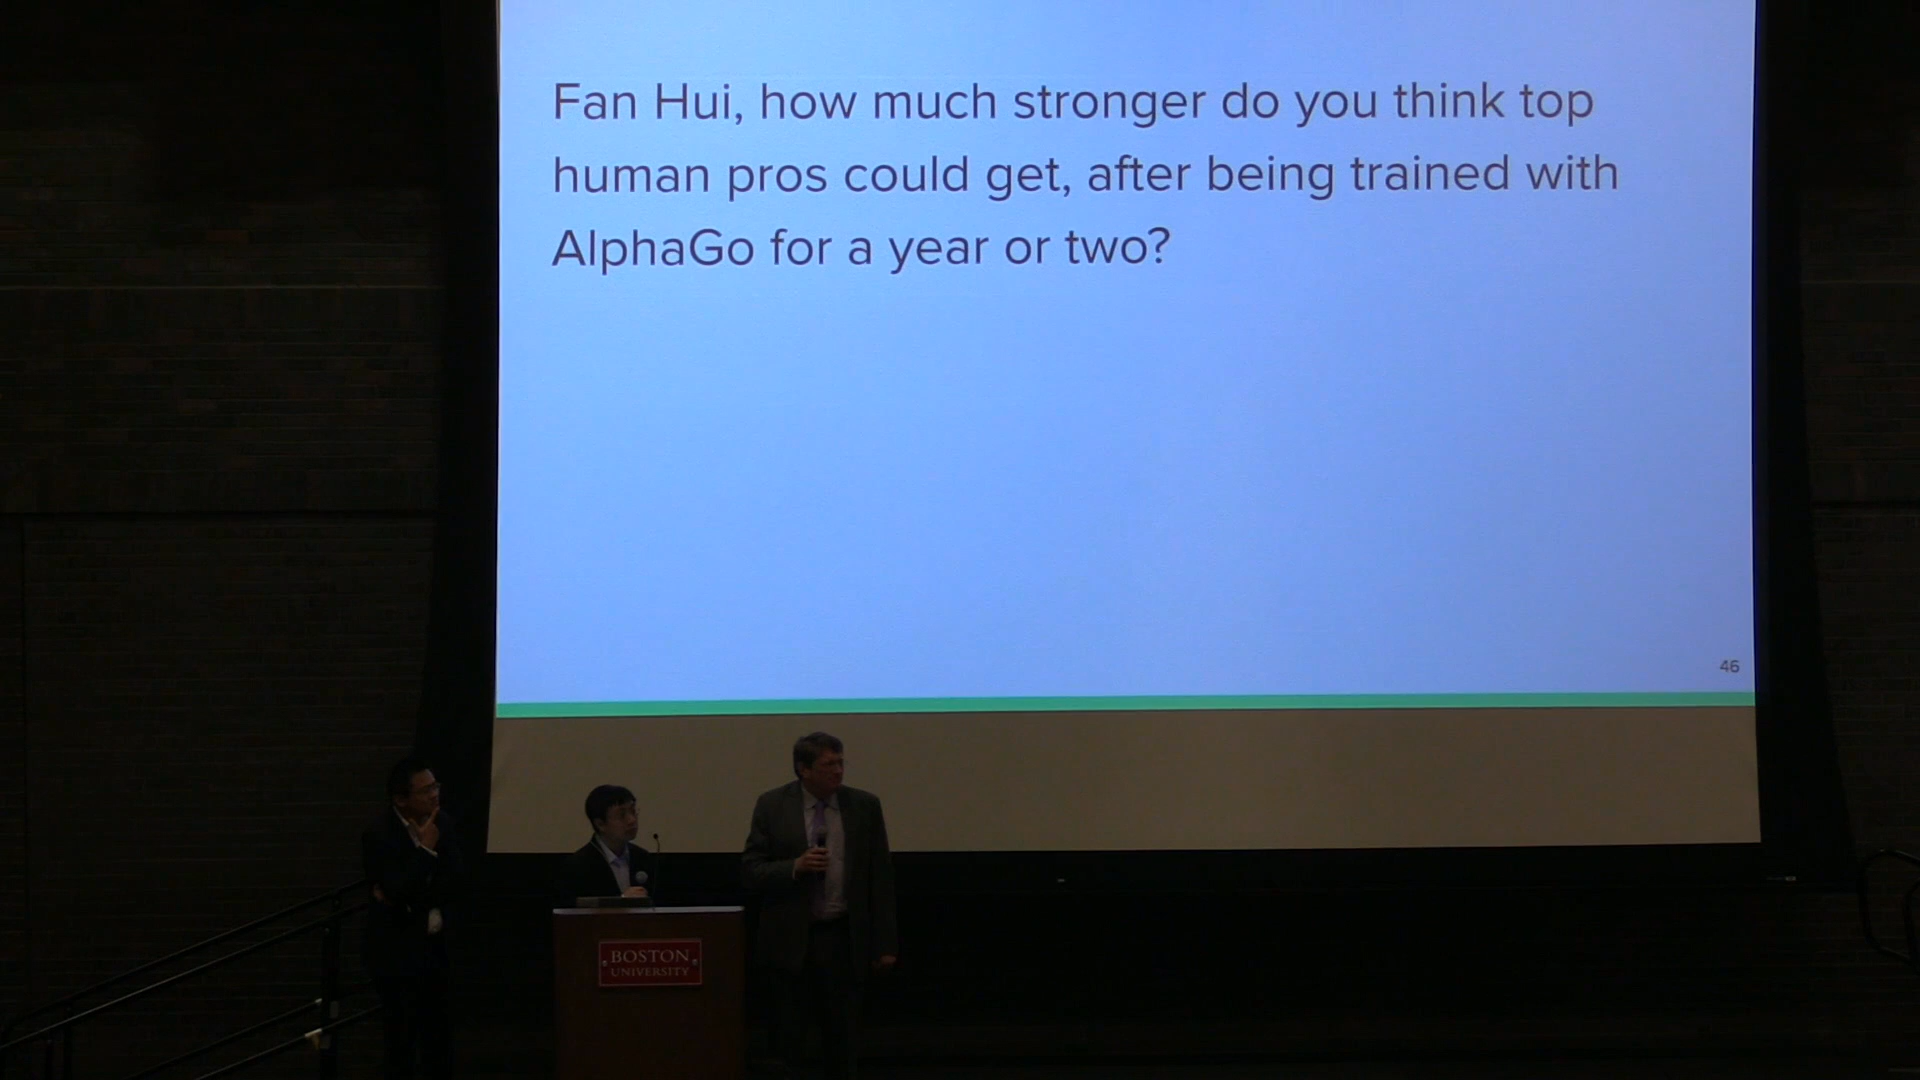 Fan Hui, how much stronger do you think top
human pros could get, after being trained with
AlphaGo for a year or two?
46
BOSTON
UNIVERSITY